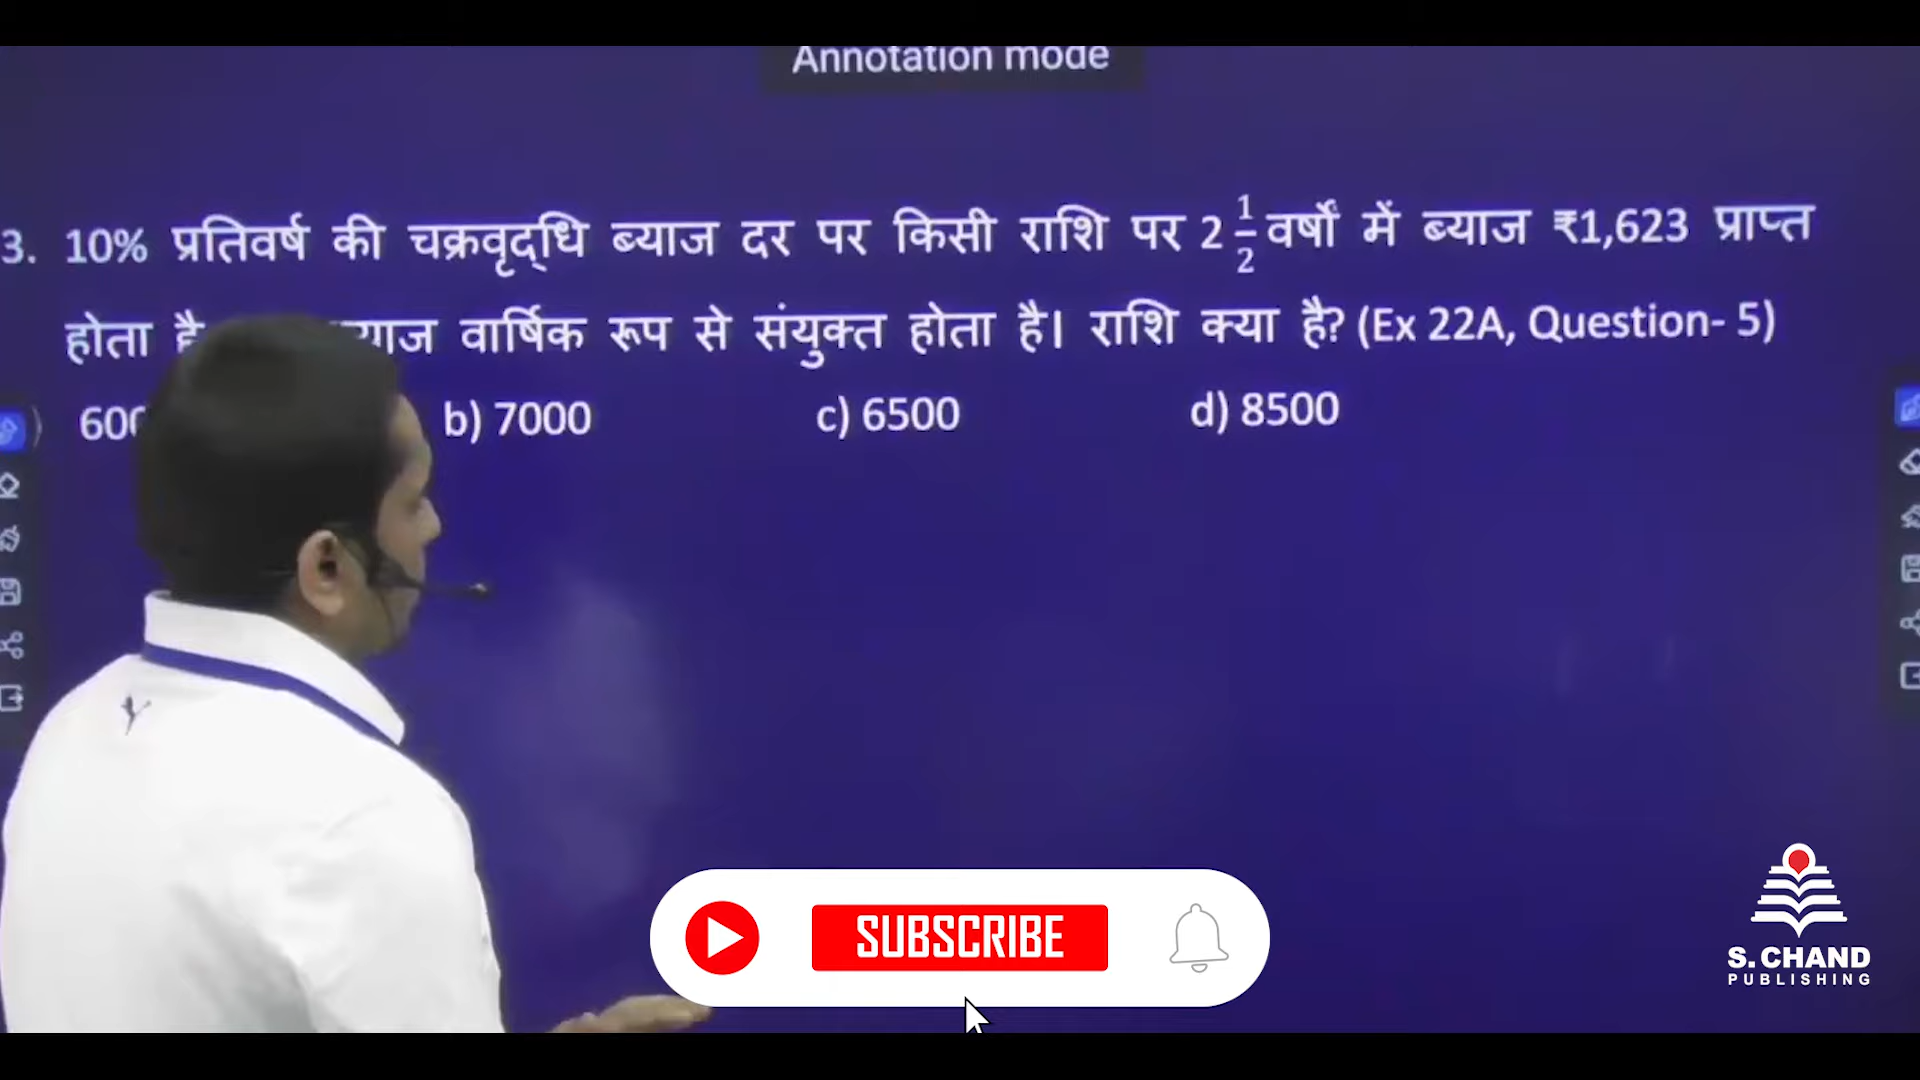 Annotation mode
3. 10% प्रतिवर्ष की चक्रवृद्धि ब्याज दर पर किसी राशि पर 2 1/2 वर्षों में ब्याज ₹1,623 प्राप्त
होता है वार्षिक रूप से संयुक्त होता है। राशि क्या है? (Ex 22A, Question- 5)
b) 7000 c) 6500 d) 8500
SUBSCRIBE
S. CHAND
PUBLISHING